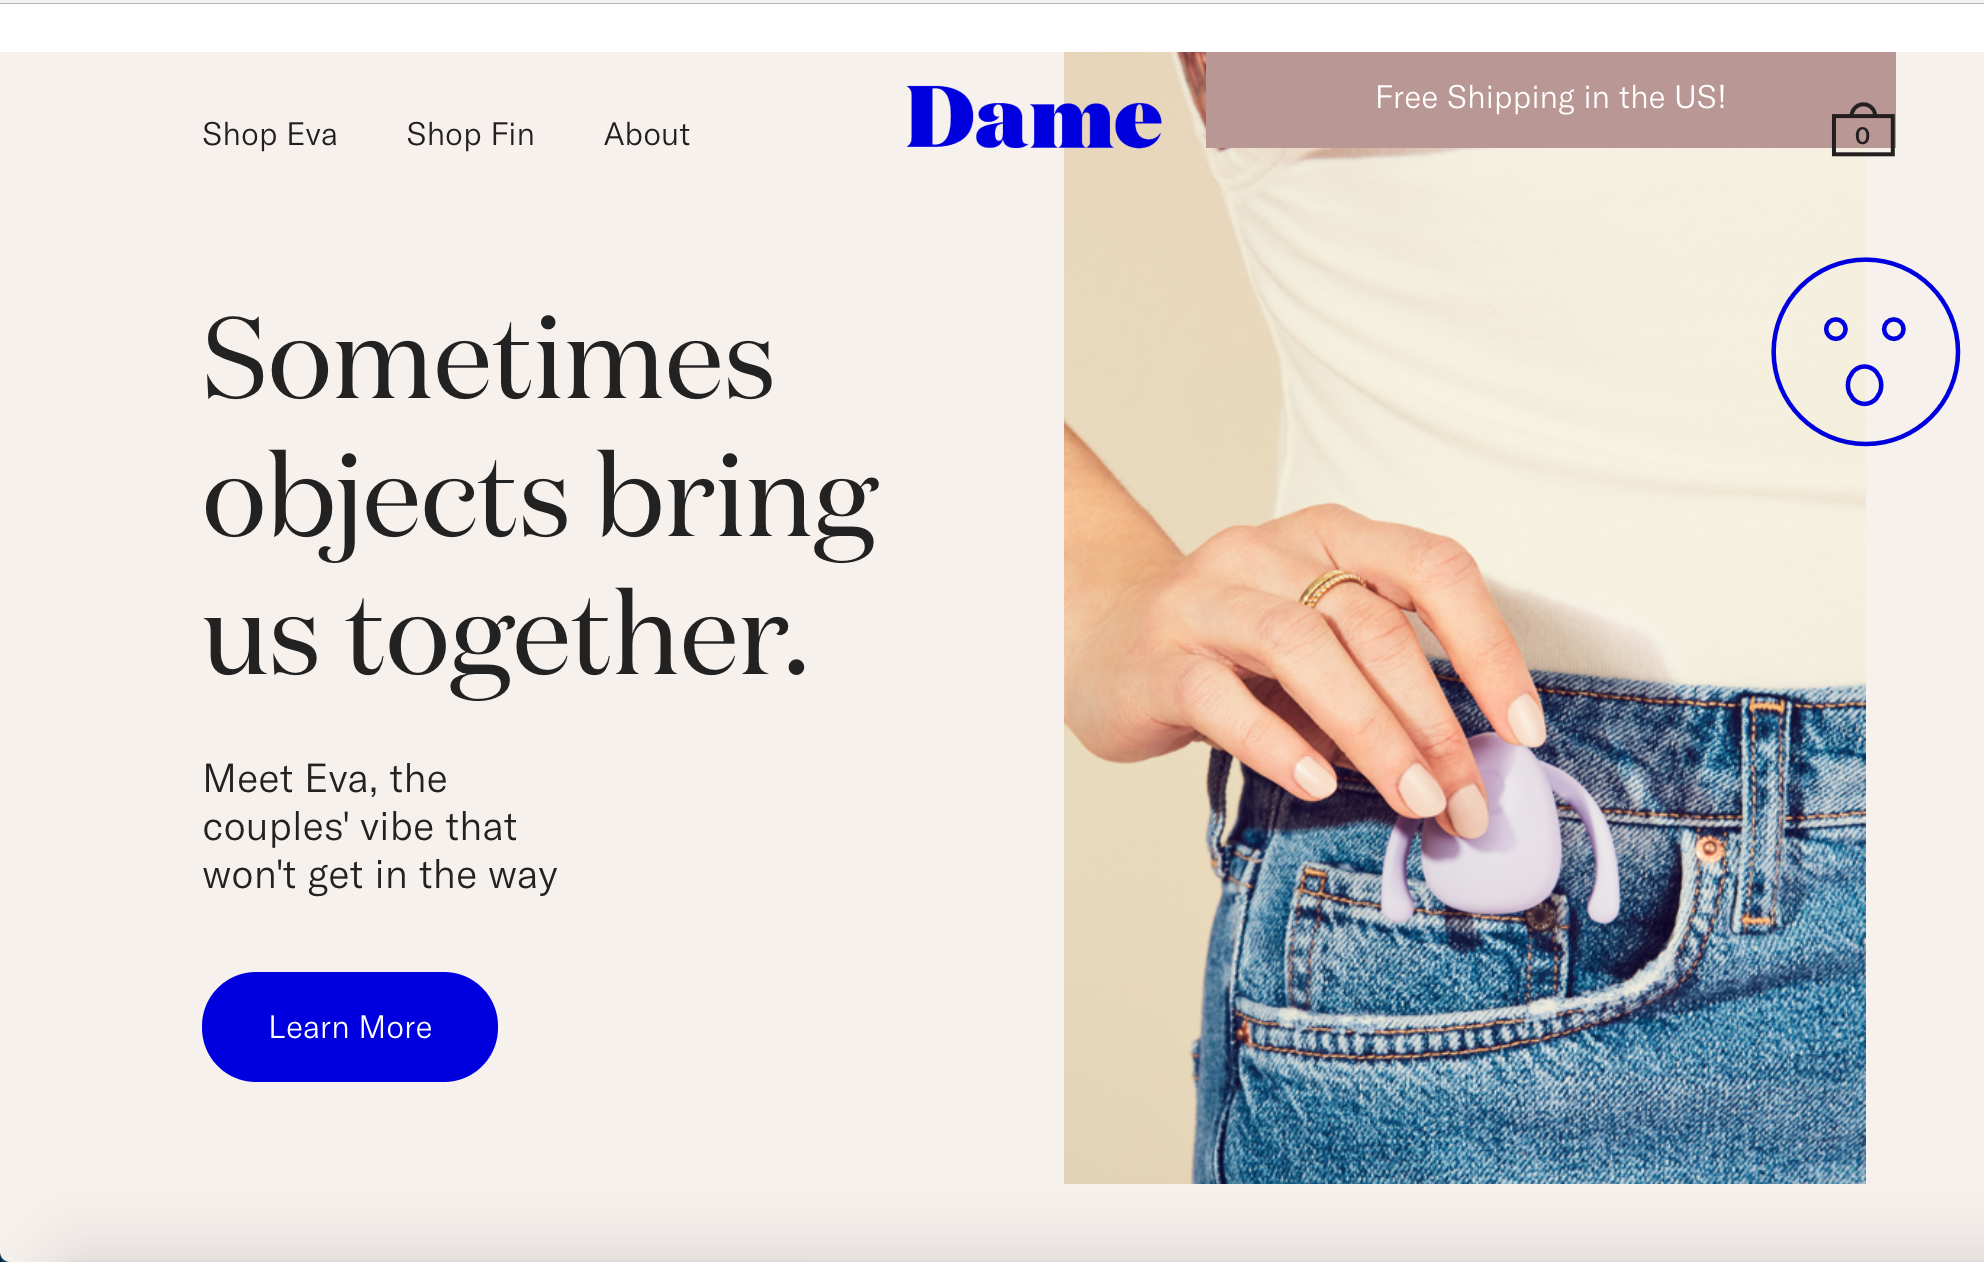 Free Shipping in the US!
Shop Eva
Shop Fin
About
Dame
0
Sometimes
objects bring
us together.
Meet Eva, the
couples' vibe that
won't get in the way
Learn More